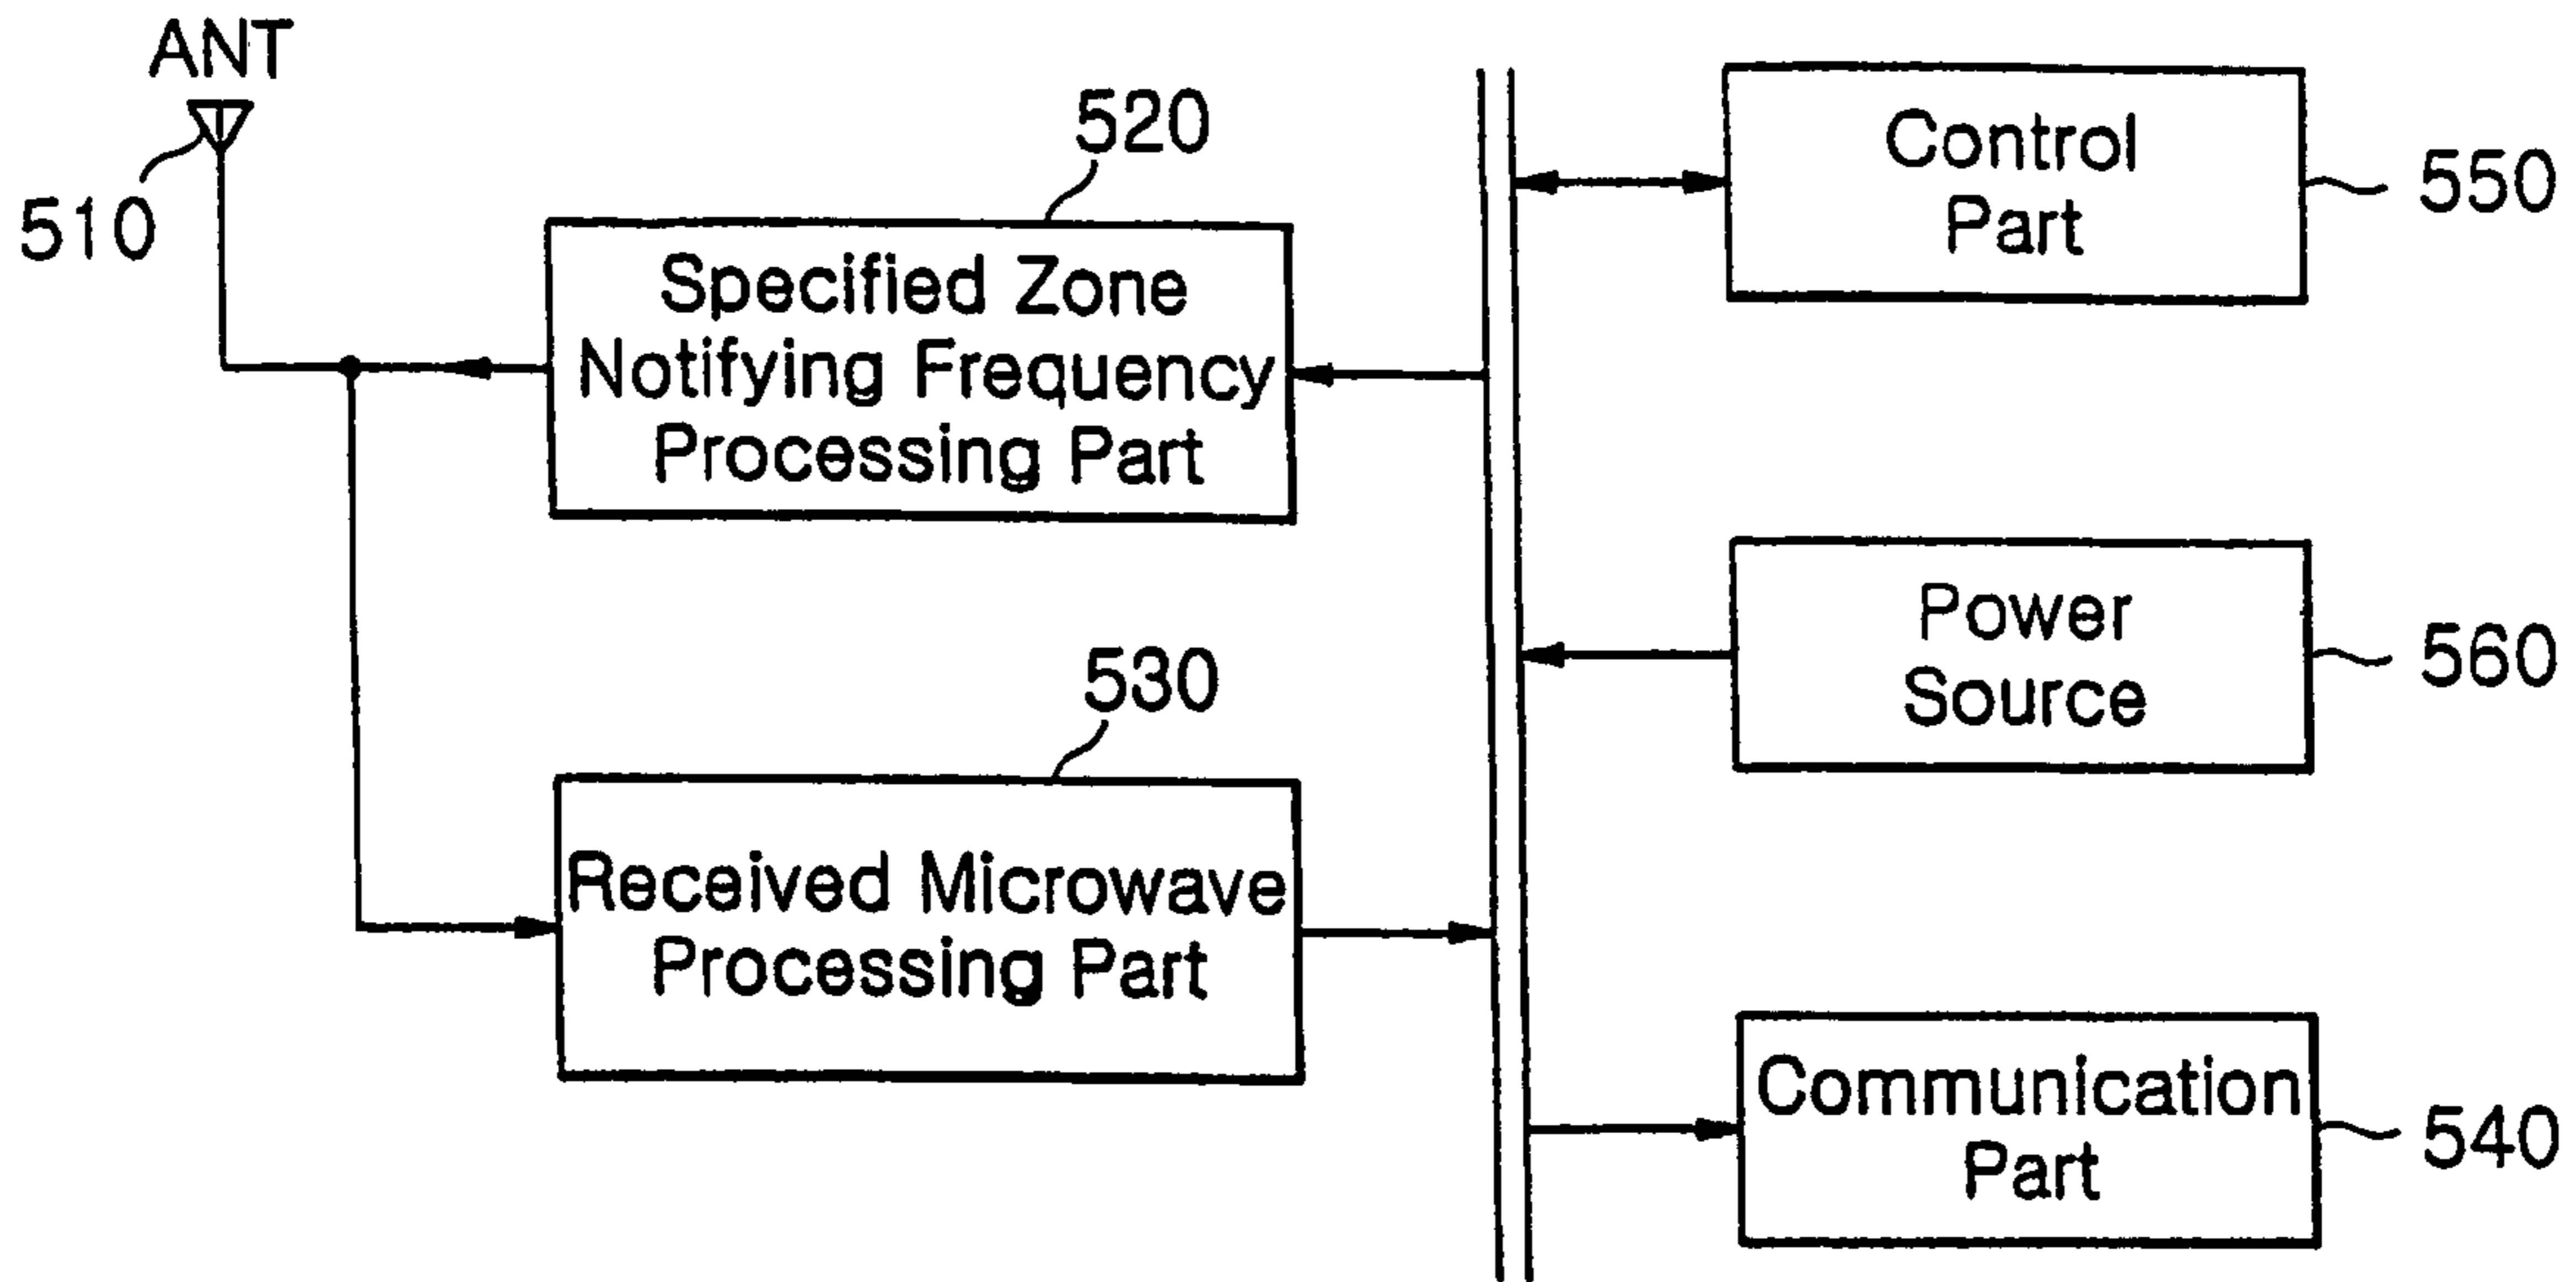 ANT
510
520
Specified Zone
Notifying Frequency
Processing Part
530
Received Microwave
Processing Part
Control
Part
550
Power
Source
560
Communication
Part
540